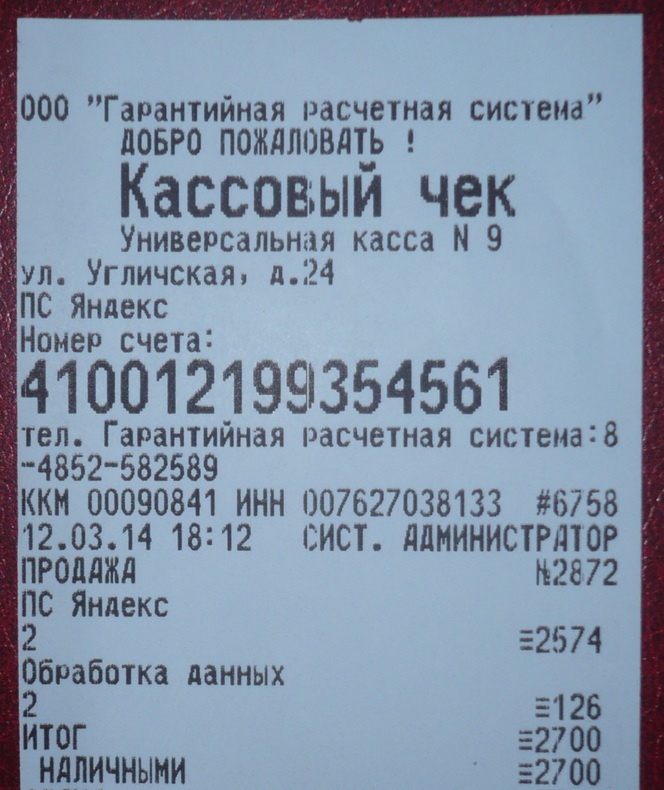 ООО "Гарантийная расчетная система"
ДОБРО ПОЖАЛОВАТЬ !
Кассовый чек
Универсальная касса N 9
ул. Угличская, д.24
ПС Яндекс
Номер счета:
410012199354561
тел. Гарантийная расчетная система:8
-4852-582589
ККМ 00090841 ИНН 007627038133 #6758
12.03.14 18:12 СИСТ. АДМИНИСТРАТОР
ПРОДАЖА №2872
ПС Яндекс
2 ≡2574
Обработка данных
2 ≡126
ИТОГ ≡2700
НАЛИЧНЫМИ ≡2700